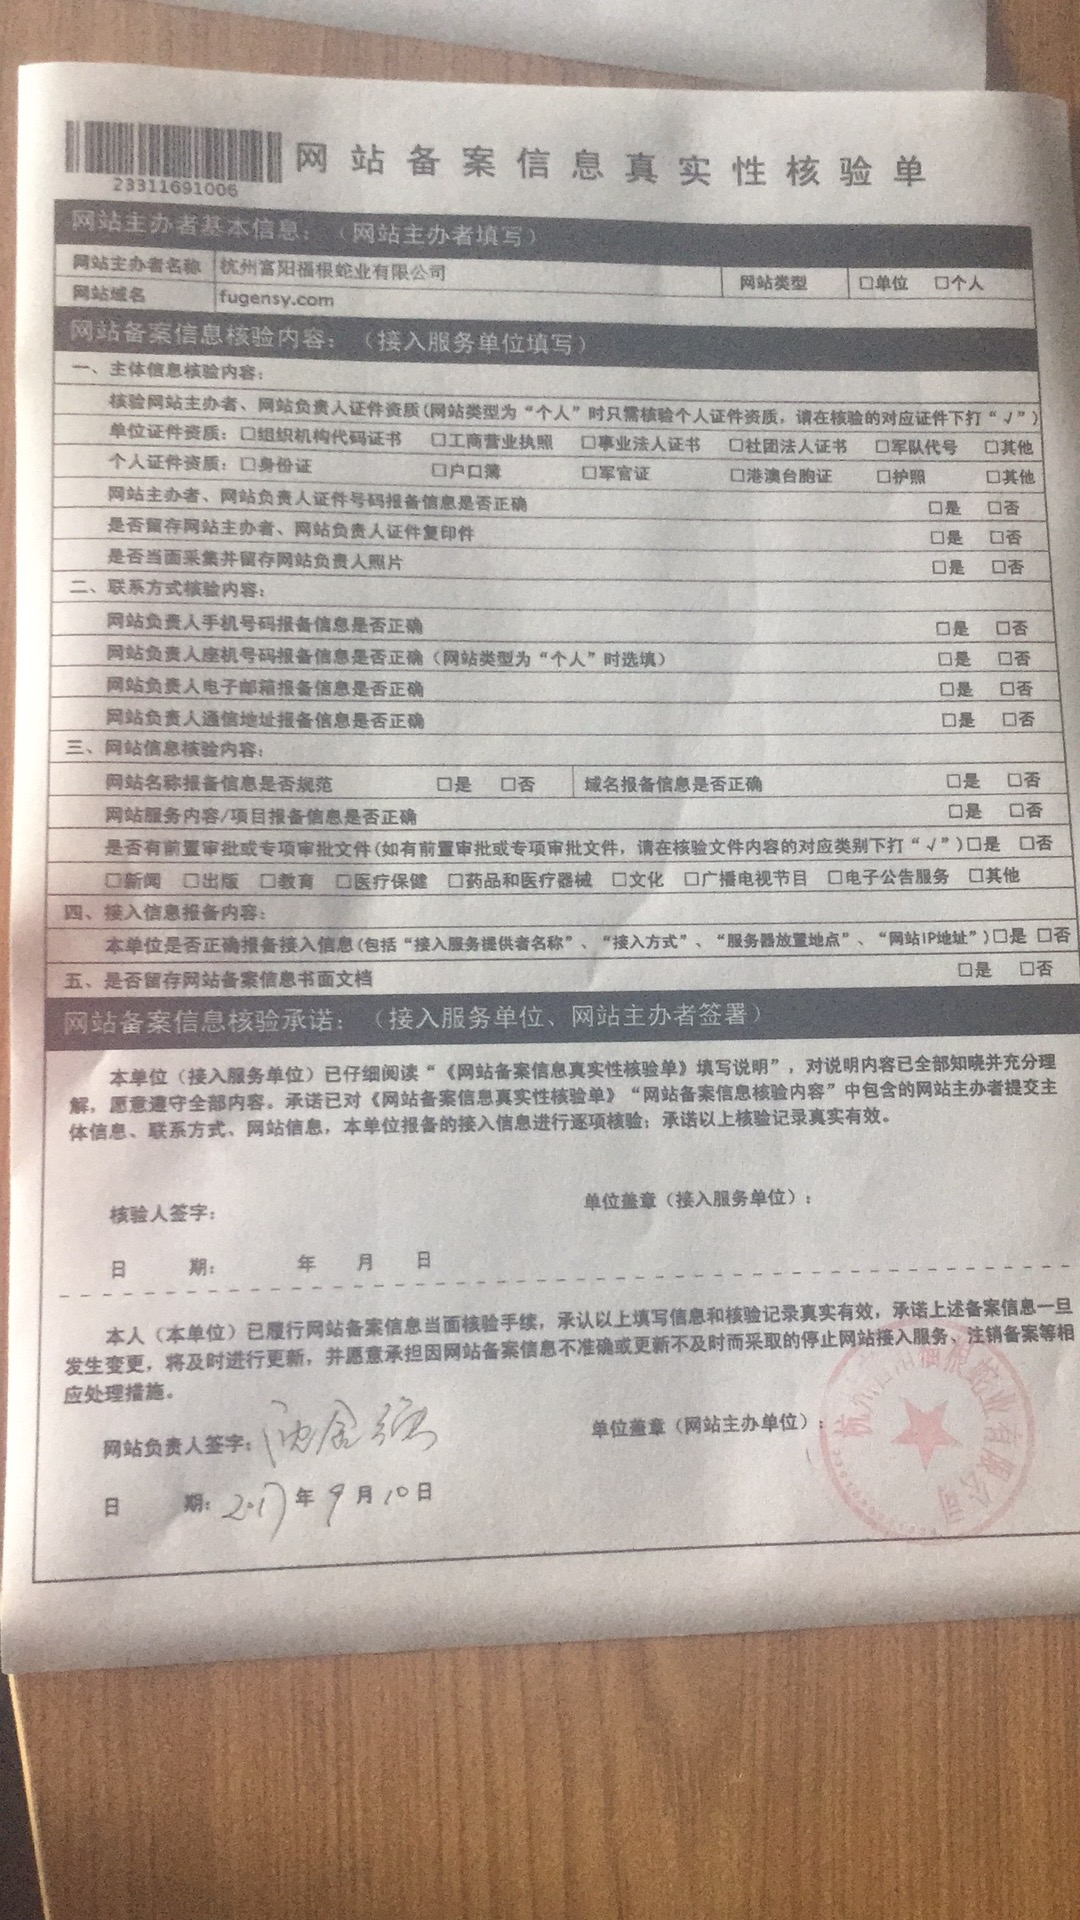 网站备案信息真实性核验单
23311691006
网站主办者基本信息：（网站主办者填写）
网站主办者名称 杭州富阳福根蛇业有限公司 网站类型 □单位 □个人
网站域名 fugensy.com
网站备案信息核验内容：（接入服务单位填写）
一、主体信息核验内容：
核验网站主办者、网站负责人证件资质(网站类型为“个人”时只需核验个人证件资质，请在核验的对应证件下打“√”)
单位证件资质：□组织机构代码证书 □工商营业执照 □事业法人证书 □社团法人证书 □军队代号 □其他
个人证件资质：□身份证 □户口簿 □军官证 □港澳台胞证 □护照 □其他
网站主办者、网站负责人证件号码报备信息是否正确 □是 □否
是否留存网站主办者、网站负责人证件复印件 □是 □否
是否当面采集并留存网站负责人照片 □是 □否
二、联系方式核验内容：
网站负责人手机号码报备信息是否正确 □是 □否
网站负责人座机号码报备信息是否正确（网站类型为“个人”时选填） □是 □否
网站负责人电子邮箱报备信息是否正确 □是 □否
网站负责人通信地址报备信息是否正确 □是 □否
三、网站信息核验内容：
网站名称报备信息是否规范 □是 □否 域名报备信息是否正确 □是 □否
网站服务内容/项目报备信息是否正确 □是 □否
是否有前置审批或专项审批文件(如有前置审批或专项审批文件，请在核验文件内容的对应类别下打“√”)□是 □否
□新闻 □出版 □教育 □医疗保健 □药品和医疗器械 □文化 □广播电视节目 □电子公告服务 □其他
四、接入信息报备内容：
本单位是否正确报备接入信息(包括“接入服务提供者名称”、“接入方式”、“服务器放置地点”、“网站IP地址”)□是 □否
五、是否留存网站备案信息书面文档 □是 □否
网站备案信息核验承诺：（接入服务单位、网站主办者签署）
本单位（接入服务单位）已仔细阅读“《网站备案信息真实性核验单》填写说明”，对说明内容已全部知晓并充分理
解，愿意遵守全部内容。承诺已对《网站备案信息真实性核验单》“网站备案信息核验内容”中包含的网站主办者提交主
体信息、联系方式、网站信息，本单位报备的接入信息进行逐项核验；承诺以上核验记录真实有效。
核验人签字： 单位盖章（接入服务单位）：
日 期： 年 月 日
本人（本单位）已履行网站备案信息当面核验手续，承认以上填写信息和核验记录真实有效，承诺上述备案信息一旦
发生变更，将及时进行更新，并愿意承担因网站备案信息不准确或更新不及时而采取的停止网站接入服务、注销备案等相
应处理措施。
网站负责人签字： 单位盖章（网站主办单位）：
杭州富阳福根蛇业有限公司
日 期：2017年9月10日